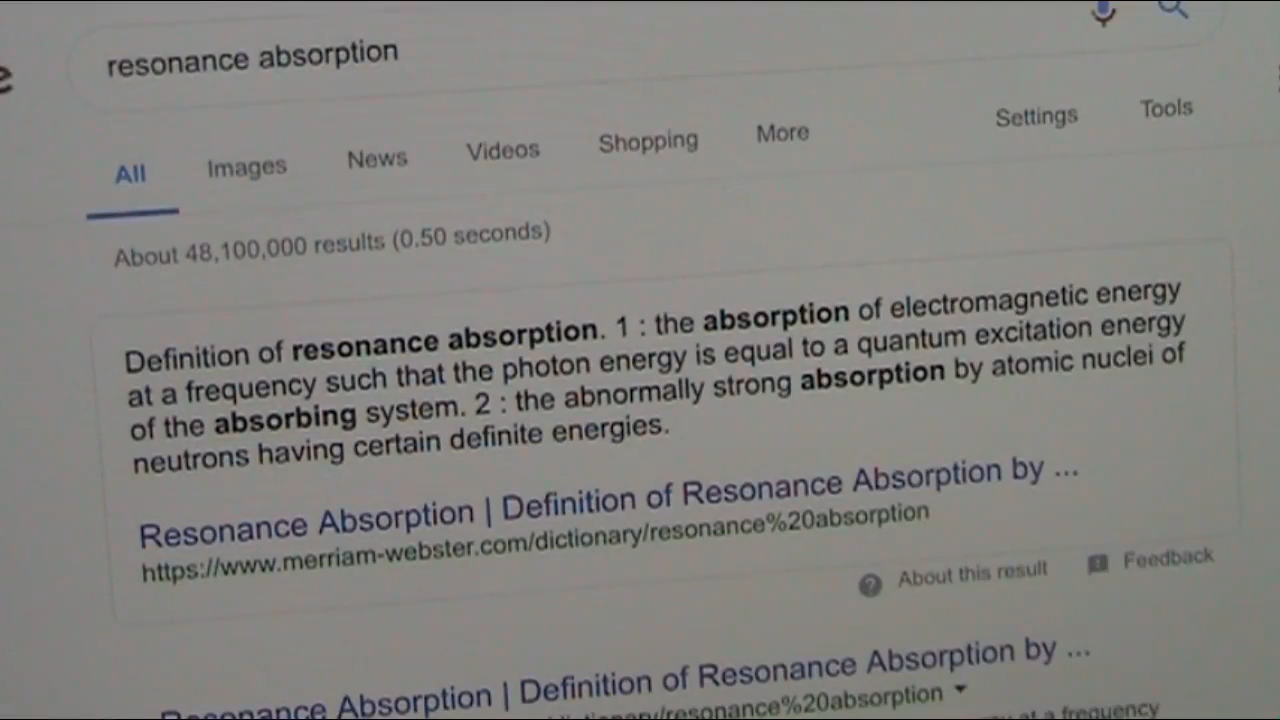 resonance absorption
All Images News Videos Shopping More Settings Tools
About 48,100,000 results (0.50 seconds)
Definition of resonance absorption. 1 : the absorption of electromagnetic energy
at a frequency such that the photon energy is equal to a quantum excitation energy
of the absorbing system. 2 : the abnormally strong absorption by atomic nuclei of
neutrons having certain definite energies.
Resonance Absorption | Definition of Resonance Absorption by ...
https://www.merriam-webster.com/dictionary/resonance%20absorption
About this result Feedback
Resonance Absorption | Definition of Resonance Absorption by ...
/resonance%20absorption
at a frequency